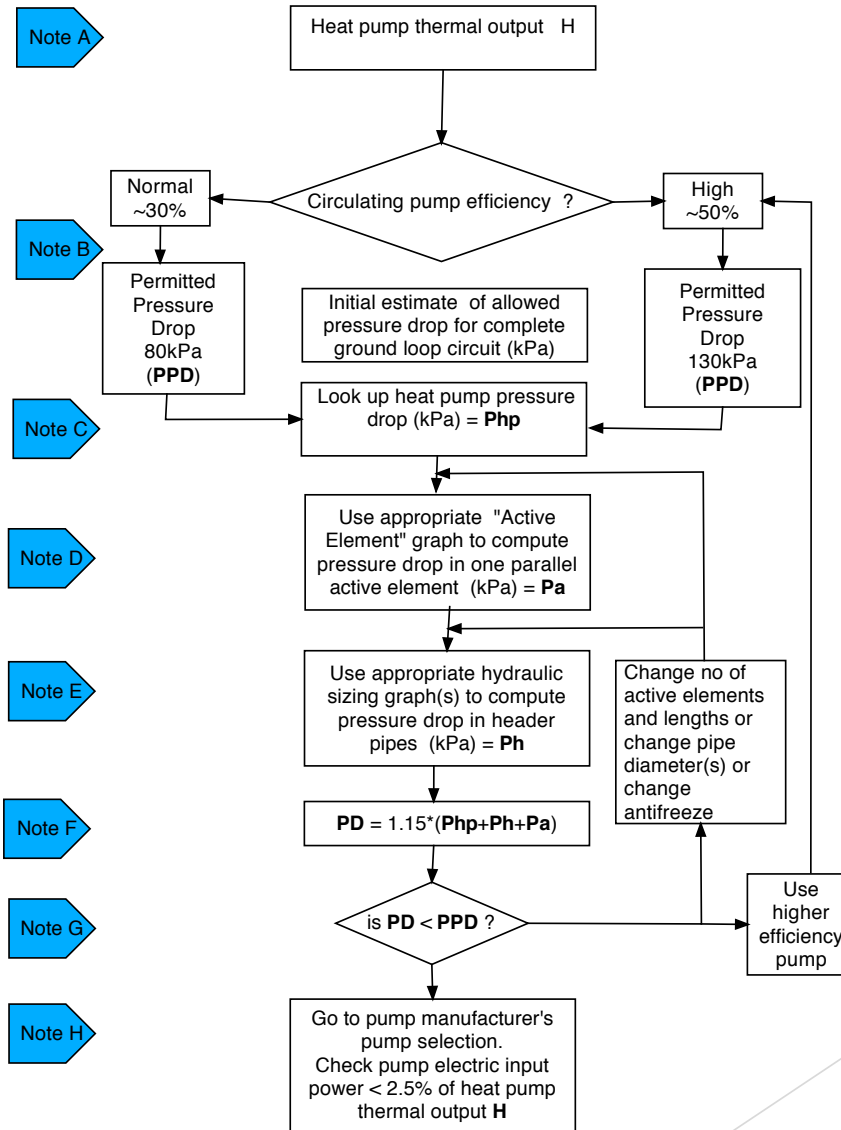 Note A
Heat pump thermal output H
Normal
~30%
Circulating pump efficiency ?
High
~50%
Note B
Permitted
Pressure
Drop
80kPa
(PPD)
Initial estimate of allowed
pressure drop for complete
ground loop circuit (kPa)
Permitted
Pressure
Drop
130kPa
(PPD)
Note C
Look up heat pump pressure
drop (kPa) = Php
Note D
Use appropriate "Active
Element" graph to compute
pressure drop in one parallel
active element (kPa) = Pa
Note E
Use appropriate hydraulic
sizing graph(s) to compute
pressure drop in header
pipes (kPa) = Ph
Change no of
active elements
and lengths or
change pipe
diameter(s) or
change
antifreeze
Note F
PD = 1.15*(Php+Ph+Pa)
Note G
is PD < PPD ?
Use
higher
efficiency
pump
Note H
Go to pump manufacturer's
pump selection.
Check pump electric input
power < 2.5% of heat pump
thermal output H